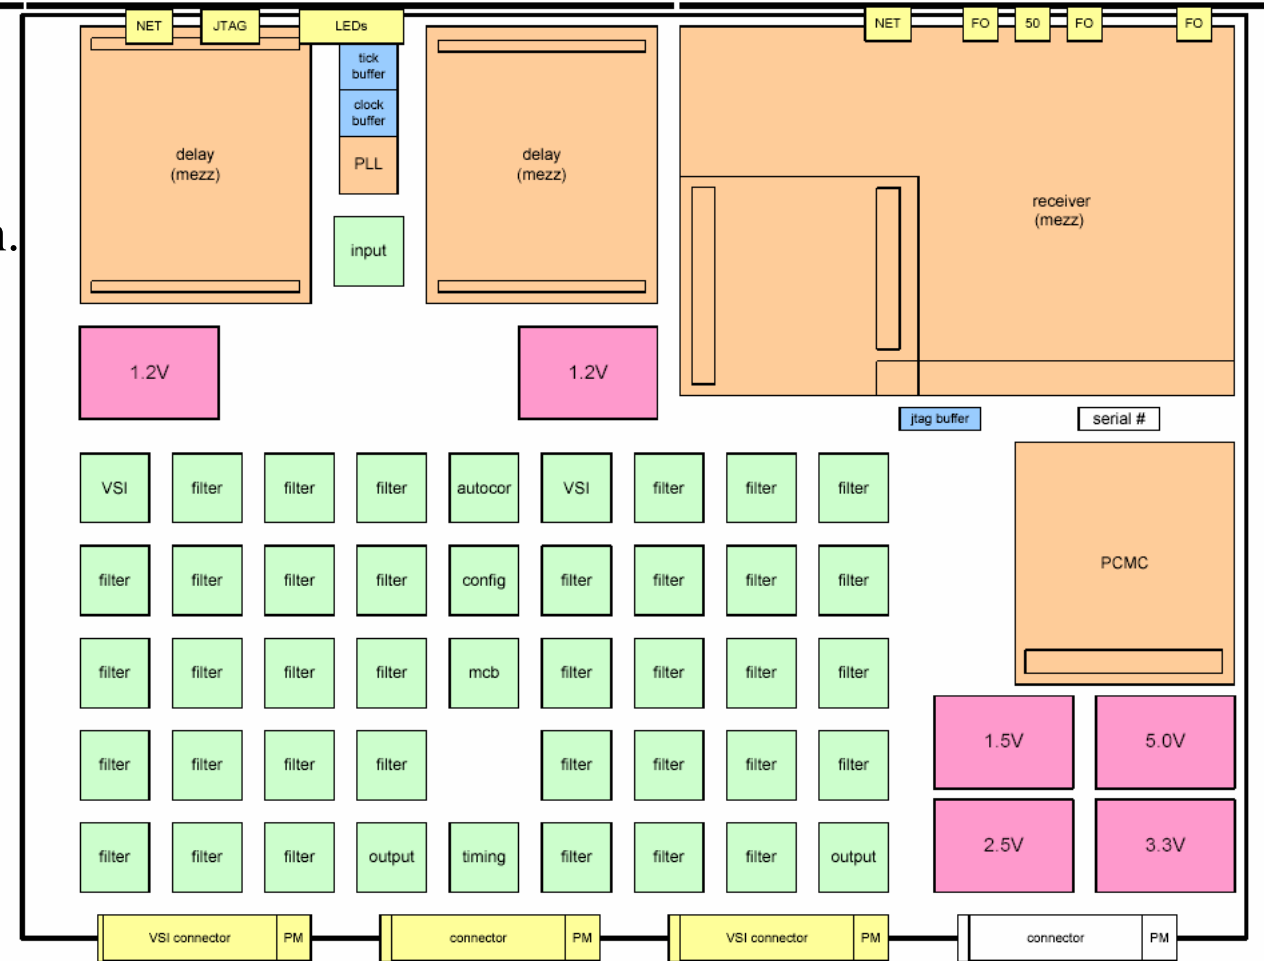 NET JTAG LEDs NET FO 50 FO FO
tick
buffer
clock
buffer
PLL
delay
(mezz)
delay
(mezz)
receiver
(mezz)
input
1.2V 1.2V
jtag buffer serial #
VSI filter filter filter autocor VSI filter filter filter
filter filter filter filter config filter filter filter filter
PCMC
filter filter filter filter mcb filter filter filter filter
1.5V 5.0V
filter filter filter filter filter filter filter filter
2.5V 3.3V
filter filter filter output timing filter filter filter output
VSI connector PM connector PM VSI connector PM connector PM